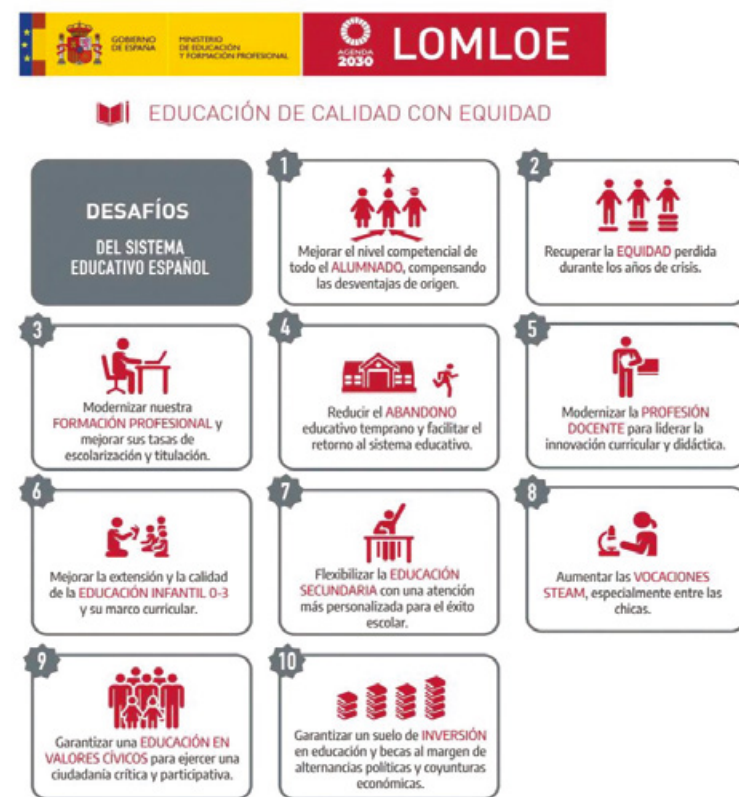 GOBIERNO
DE ESPAÑA
MINISTERIO
DE EDUCACIÓN
Y FORMACIÓN PROFESIONAL
AGENDA
2030
LOMLOE
EDUCACIÓN DE CALIDAD CON EQUIDAD
DESAFÍOS
DEL SISTEMA
EDUCATIVO ESPAÑOL
1
Mejorar el nivel competencial de
todo el ALUMNADO, compensando
las desventajas de origen.
2
Recuperar la EQUIDAD perdida
durante los años de crisis.
3
Modernizar nuestra
FORMACIÓN PROFESIONAL y
mejorar sus tasas de
escolarización y titulación.
4
Reducir el ABANDONO
educativo temprano y facilitar el
retorno al sistema educativo.
5
Modernizar la PROFESIÓN
DOCENTE para liderar la
innovación curricular y didáctica.
6
Mejorar la extensión y la calidad
de la EDUCACIÓN INFANTIL 0-3
y su marco curricular.
7
Flexibilizar la EDUCACIÓN
SECUNDARIA con una atención
más personalizada para el éxito
escolar.
8
Aumentar las VOCACIONES
STEAM, especialmente entre las
chicas.
9
Garantizar una EDUCACIÓN EN
VALORES CÍVICOS para ejercer una
ciudadanía crítica y participativa.
10
Garantizar un suelo de INVERSIÓN
en educación y becas al margen de
alternancias políticas y coyunturas
económicas.